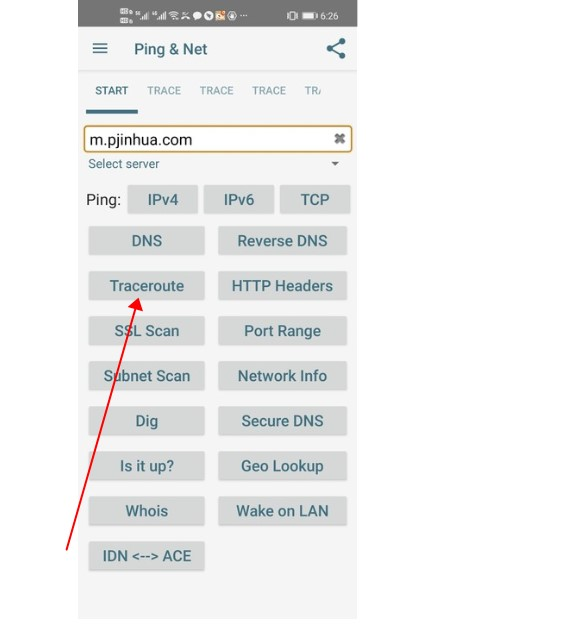 6:26
Ping & Net
START TRACE TRACE TRACE
m.pjinhua.com
Select server
Ping: IPv4 IPv6 TCP
DNS Reverse DNS
Traceroute HTTP Headers
SSL Scan Port Range
Subnet Scan Network Info
Dig Secure DNS
Is it up? Geo Lookup
Whois Wake on LAN
IDN <--> ACE